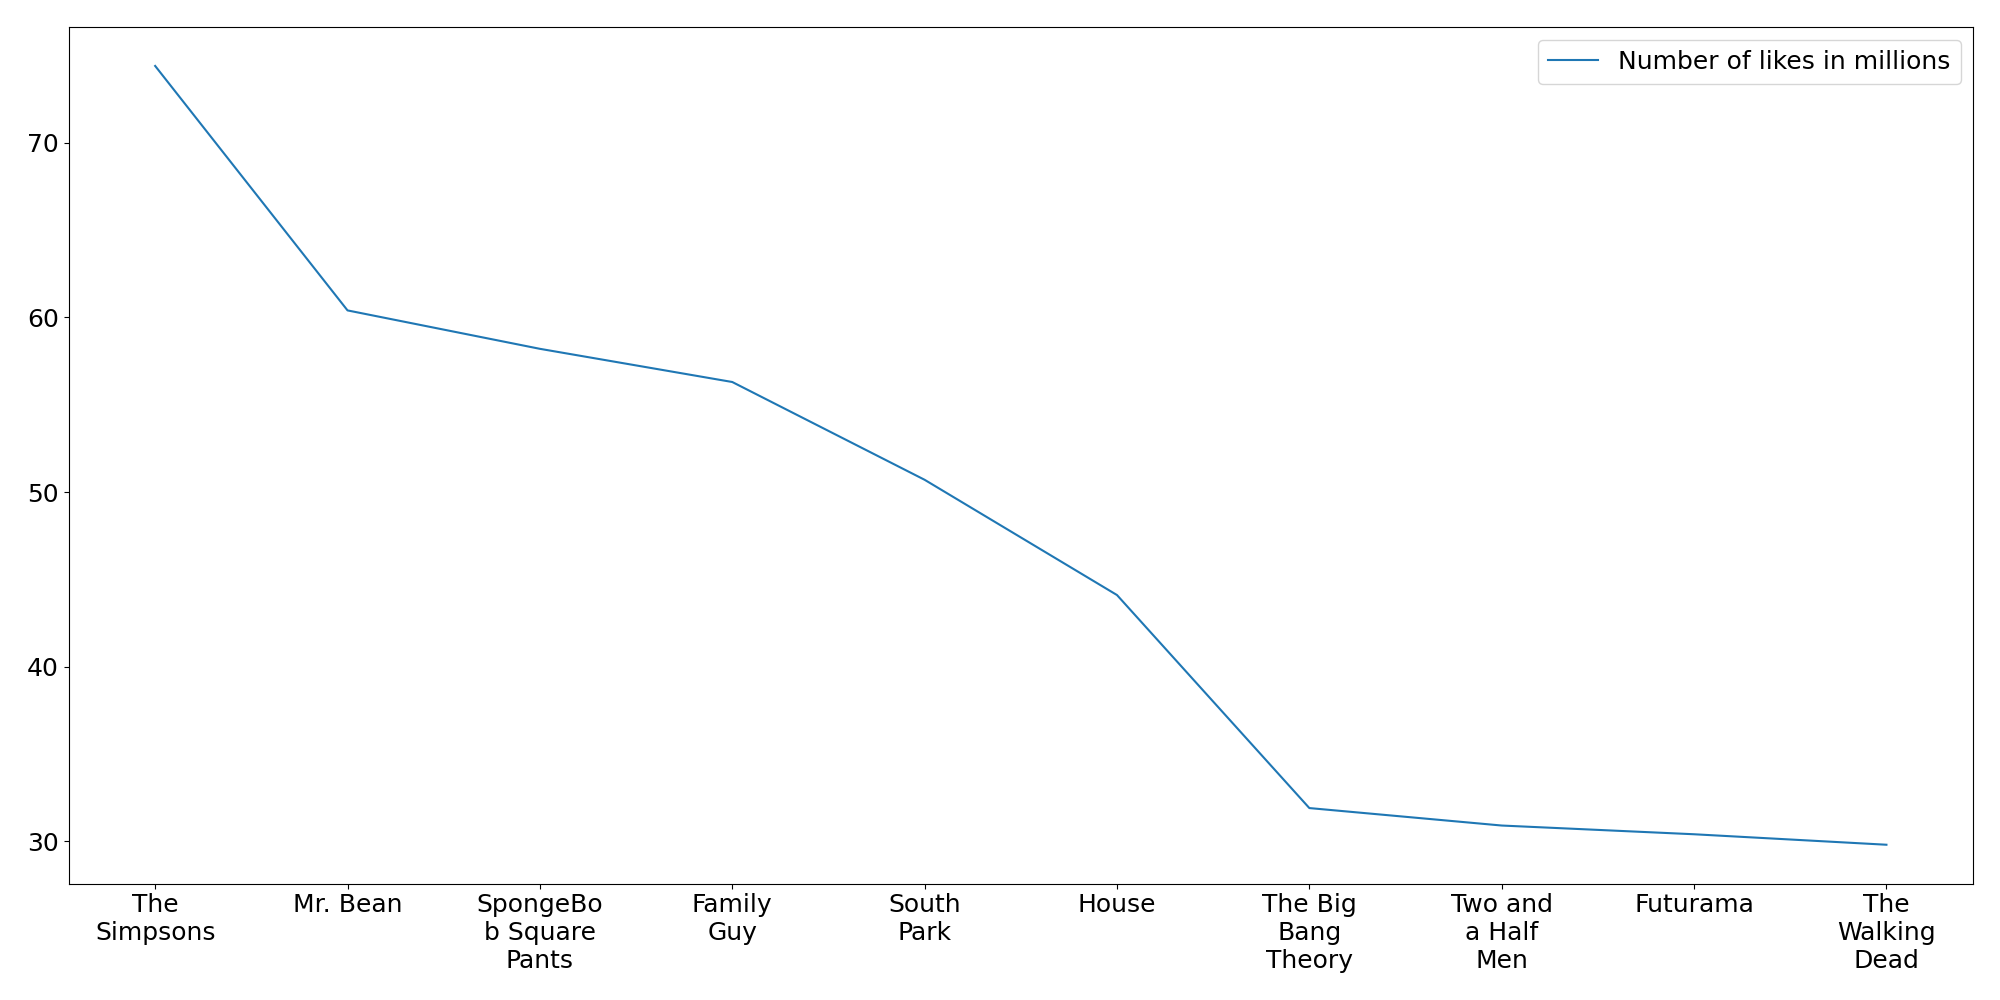 Number of likes in millions
70
60
50
40
30
The
Simpsons
Mr. Bean
SpongeBo
b Square
Pants
Family
Guy
South
Park
House
The Big
Bang
Theory
Two and
a Half
Men
Futurama
The
Walking
Dead